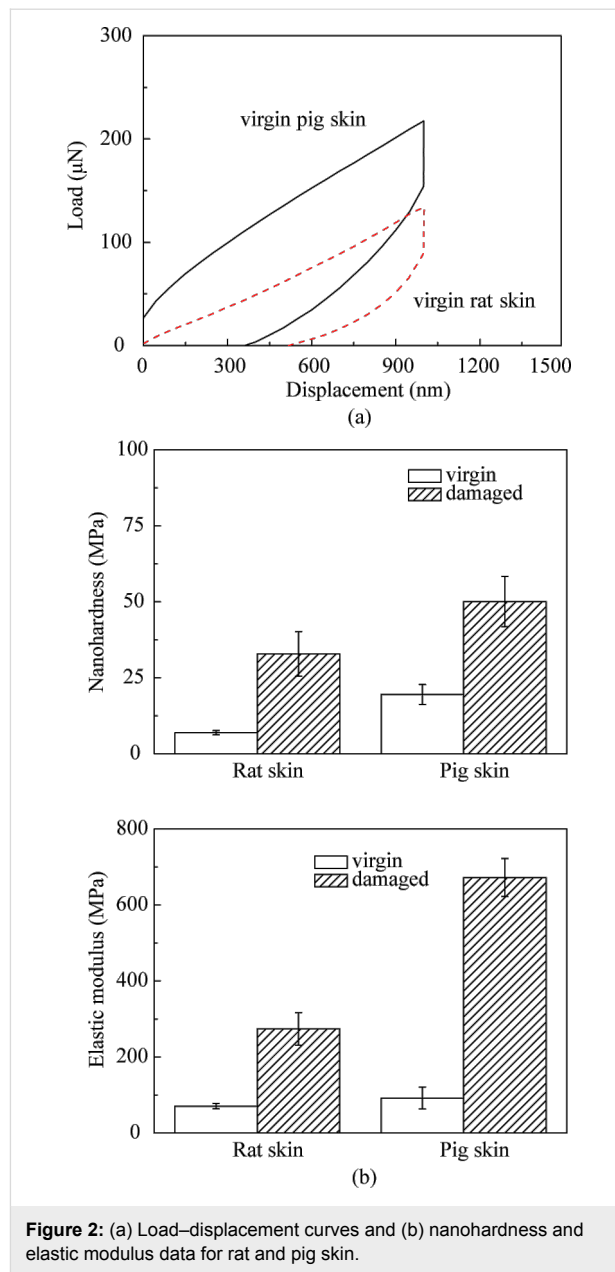 300
200
100
0
Load (µN)
virgin pig skin
virgin rat skin
0 300 600 900 1200 1500
Displacement (nm)
(a)
100
75
50
25
0
Nanohardness (MPa)
virgin
damaged
Rat skin Pig skin
800
600
400
200
0
Elastic modulus (MPa)
virgin
damaged
Rat skin Pig skin
(b)
Figure 2: (a) Load–displacement curves and (b) nanohardness and
elastic modulus data for rat and pig skin.